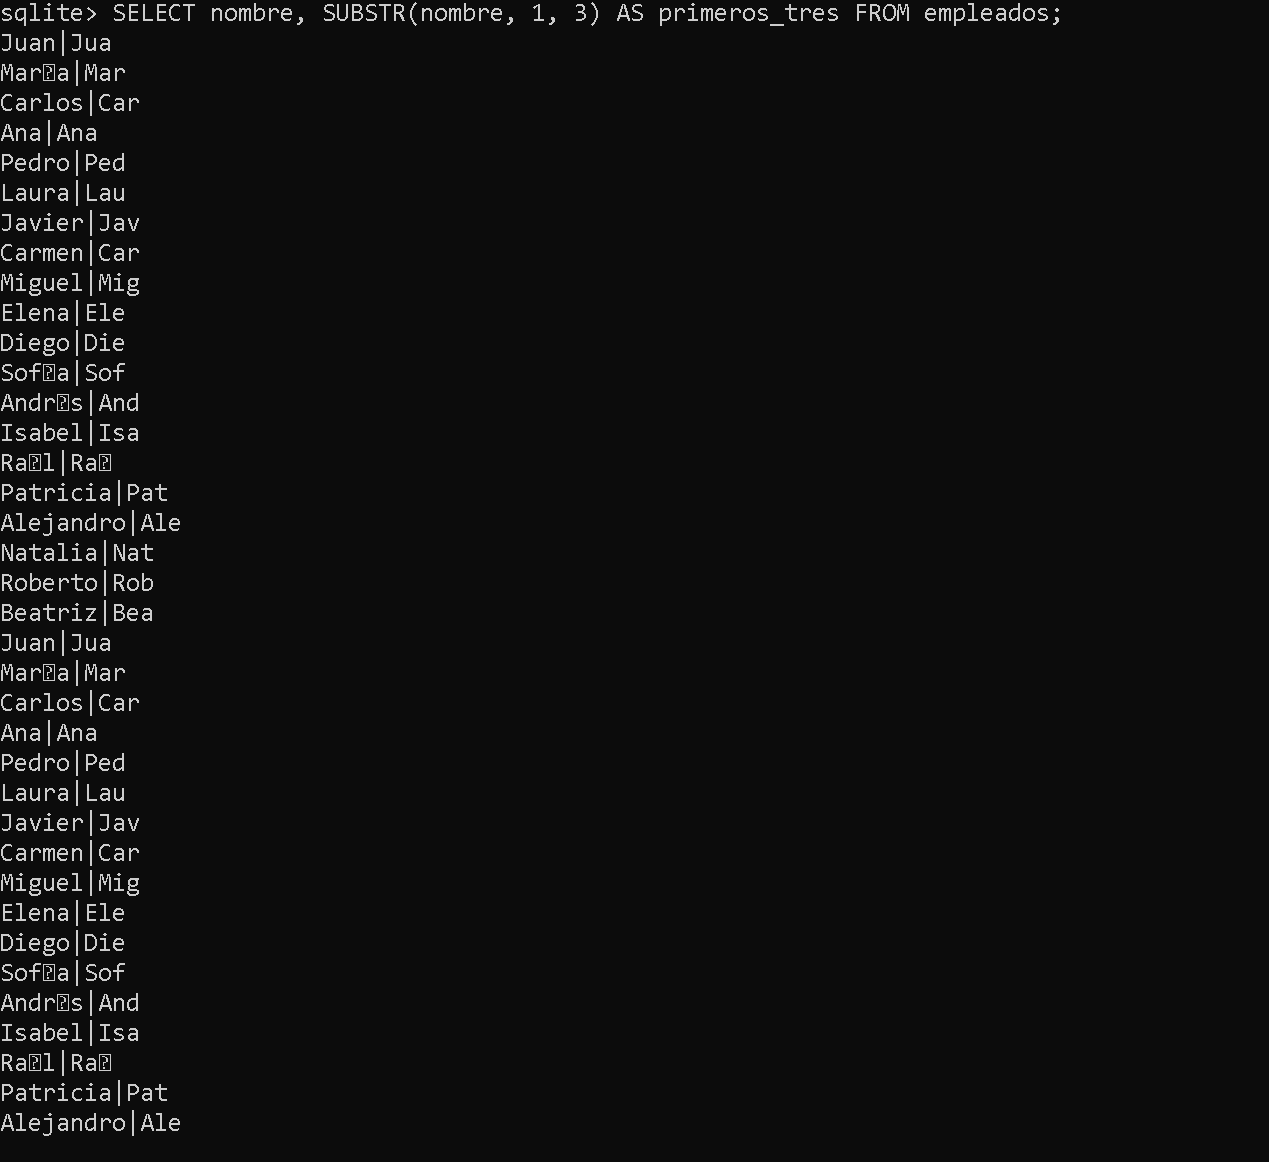 sqlite> SELECT nombre, SUBSTR(nombre, 1, 3) AS primeros_tres FROM empleados;
Juan|Jua
Mar�a|Mar
Carlos|Car
Ana|Ana
Pedro|Ped
Laura|Lau
Javier|Jav
Carmen|Car
Miguel|Mig
Elena|Ele
Diego|Die
Sof�a|Sof
Andr�s|And
Isabel|Isa
Ra�l|Ra�
Patricia|Pat
Alejandro|Ale
Natalia|Nat
Roberto|Rob
Beatriz|Bea
Juan|Jua
Mar�a|Mar
Carlos|Car
Ana|Ana
Pedro|Ped
Laura|Lau
Javier|Jav
Carmen|Car
Miguel|Mig
Elena|Ele
Diego|Die
Sof�a|Sof
Andr�s|And
Isabel|Isa
Ra�l|Ra�
Patricia|Pat
Alejandro|Ale